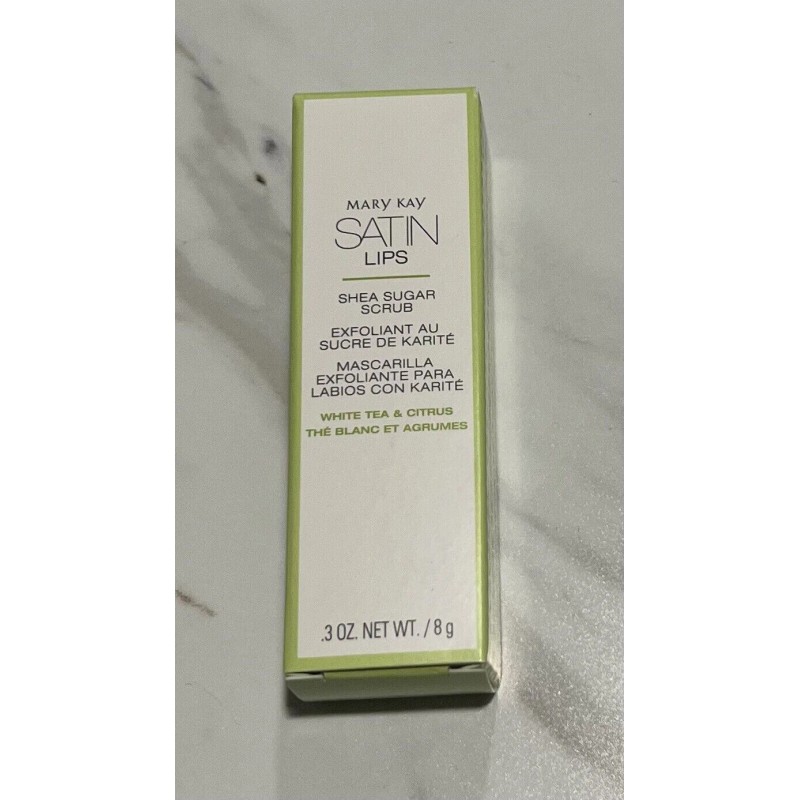 MARY KAY
SATIN
LIPS
SHEA SUGAR
SCRUB
EXFOLIANT AU
SUCRE DE KARITÉ
MASCARILLA
EXFOLIANTE PARA
LABIOS CON KARITÉ
WHITE TEA & CITRUS
THÉ BLANC ET AGRUMES
.3 OZ. NET WT. / 8 g